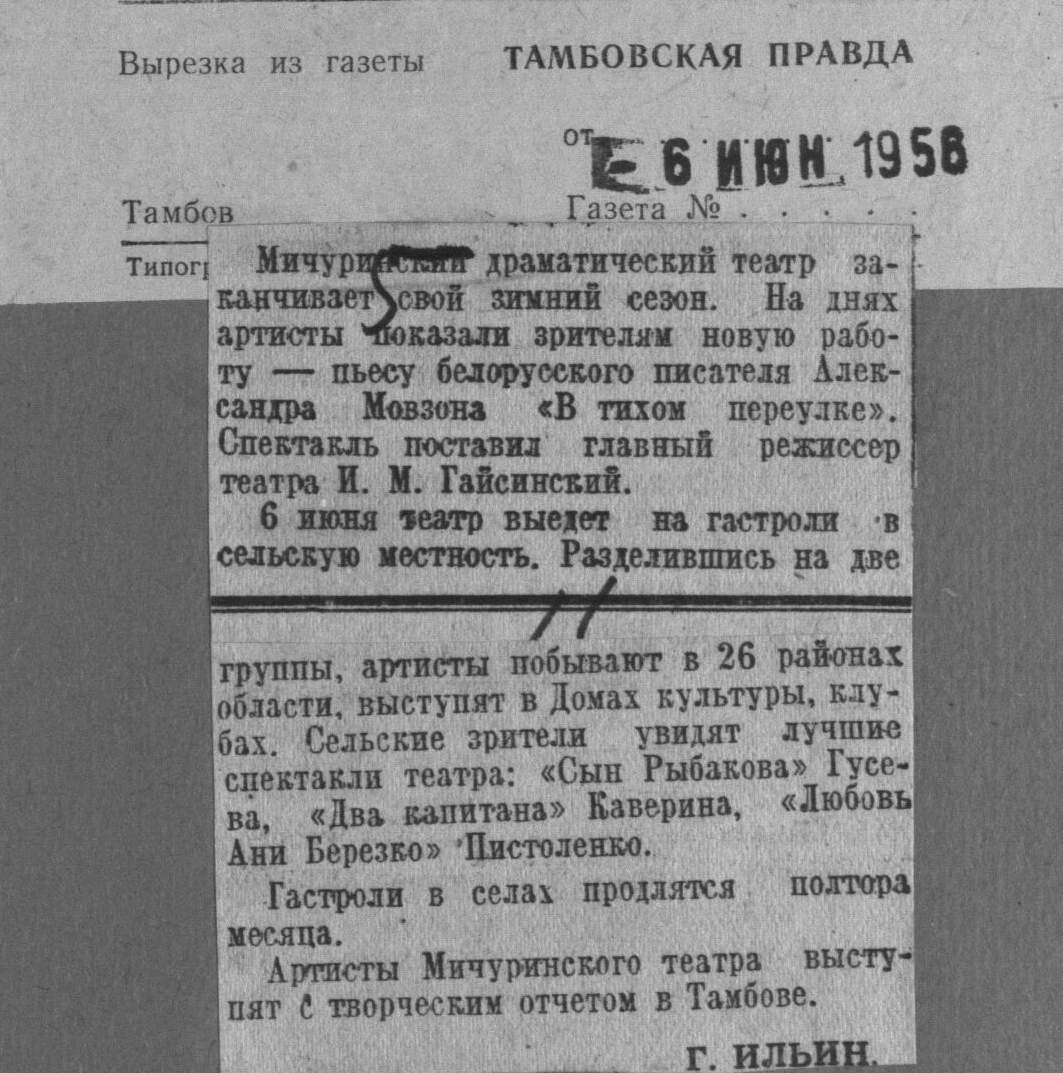 Вырезка из газеты ТАМБОВСКАЯ ПРАВДА
от - 6 ИЮН 1958
Тамбов Газета № . . . . .
Типогр
Мичуринский драматический театр за-
канчивает свой зимний сезон. На днях
артисты показали зрителям новую рабо-
ту — пьесу белорусского писателя Алек-
сандра Мовзона «В тихом переулке».
Спектакль поставил главный режиссер
театра И. М. Гайсинский.
6 июня театр выедет на гастроли в
сельскую местность. Разделившись на две
группы, артисты побывают в 26 районах
области, выступят в Домах культуры, клу-
бах. Сельские зрители увидят лучшие
спектакли театра: «Сын Рыбакова» Гусе-
ва, «Два капитана» Каверина, «Любовь
Ани Березко» Пистоленко.
Гастроли в селах продлятся полтора
месяца.
Артисты Мичуринского театра высту-
пят с творческим отчетом в Тамбове.
Г. ИЛЬИН.